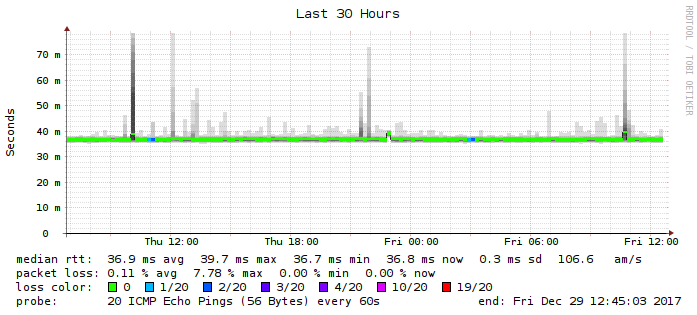 Last 30 Hours
RRDTOOL / TOBI OETIKER
Seconds
70 m
60 m
50 m
40 m
30 m
20 m
10 m
0
Thu 12:00 Thu 18:00 Fri 00:00 Fri 06:00 Fri 12:00
median rtt: 36.9 ms avg 39.7 ms max 36.7 ms min 36.8 ms now 0.3 ms sd 106.6 am/s
packet loss: 0.11 % avg 7.78 % max 0.00 % min 0.00 % now
loss color: 0 1/20 2/20 3/20 4/20 10/20 19/20
probe: 20 ICMP Echo Pings (56 Bytes) every 60s end: Fri Dec 29 12:45:03 2017